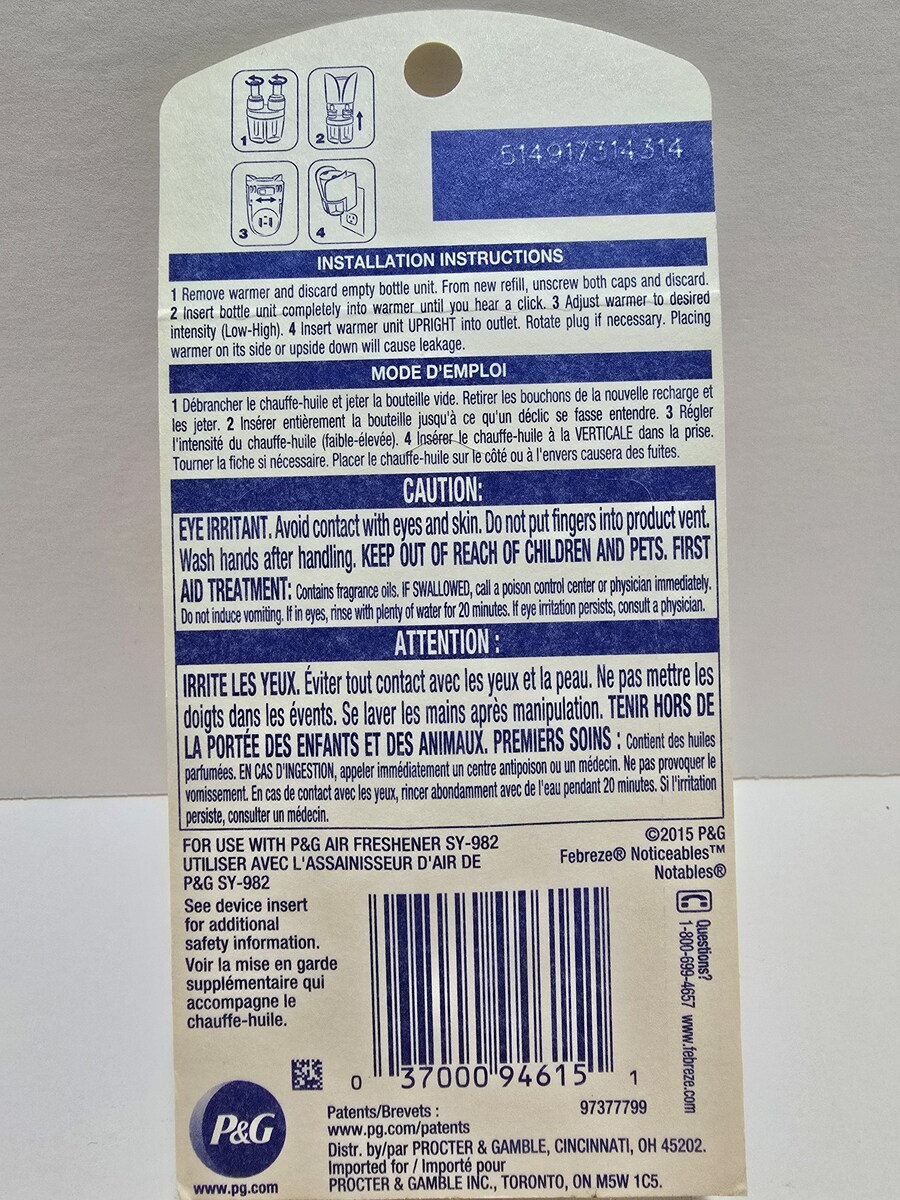 1
2
3
4
514917314314
INSTALLATION INSTRUCTIONS
1 Remove warmer and discard empty bottle unit. From new refill, unscrew both caps and discard.
2 Insert bottle unit completely into warmer until you hear a click. 3 Adjust warmer to desired
intensity (Low-High). 4 Insert warmer unit UPRIGHT into outlet. Rotate plug if necessary. Placing
warmer on its side or upside down will cause leakage.
MODE D'EMPLOI
1 Débrancher le chauffe-huile et jeter la bouteille vide. Retirer les bouchons de la nouvelle recharge et
les jeter. 2 Insérer entièrement la bouteille jusqu'à ce qu'un déclic se fasse entendre. 3 Régler
l'intensité du chauffe-huile (faible-élevée). 4 Insérer le chauffe-huile à la VERTICALE dans la prise.
Tourner la fiche si nécessaire. Placer le chauffe-huile sur le côté ou à l'envers causera des fuites.
CAUTION:
EYE IRRITANT. Avoid contact with eyes and skin. Do not put fingers into product vent.
Wash hands after handling. KEEP OUT OF REACH OF CHILDREN AND PETS. FIRST
AID TREATMENT: Contains fragrance oils. IF SWALLOWED, call a poison control center or physician immediately.
Do not induce vomiting. If in eyes, rinse with plenty of water for 20 minutes. If eye irritation persists, consult a physician.
ATTENTION :
IRRITE LES YEUX. Éviter tout contact avec les yeux et la peau. Ne pas mettre les
doigts dans les évents. Se laver les mains après manipulation. TENIR HORS DE
LA PORTÉE DES ENFANTS ET DES ANIMAUX. PREMIERS SOINS : Contient des huiles
parfumées. EN CAS D'INGESTION, appeler immédiatement un centre antipoison ou un médecin. Ne pas provoquer le
vomissement. En cas de contact avec les yeux, rincer abondamment avec de l'eau pendant 20 minutes. Si l'irritation
persiste, consulter un médecin.
FOR USE WITH P&G AIR FRESHENER SY-982
UTILISER AVEC L'ASSAINISSEUR D'AIR DE
P&G SY-982
©2015 P&G
Febreze® Noticeables™
Notables®
See device insert
for additional
safety information.
Voir la mise en garde
supplémentaire qui
accompagne le
chauffe-huile.
Questions?
1-800-699-4657 www.febreze.com
0 37000 94615 1
P&G
www.pg.com
Patents/Brevets :
www.pg.com/patents
97377799
Distr. by/par PROCTER & GAMBLE, CINCINNATI, OH 45202.
Imported for / Importé pour
PROCTER & GAMBLE INC., TORONTO, ON M5W 1C5.